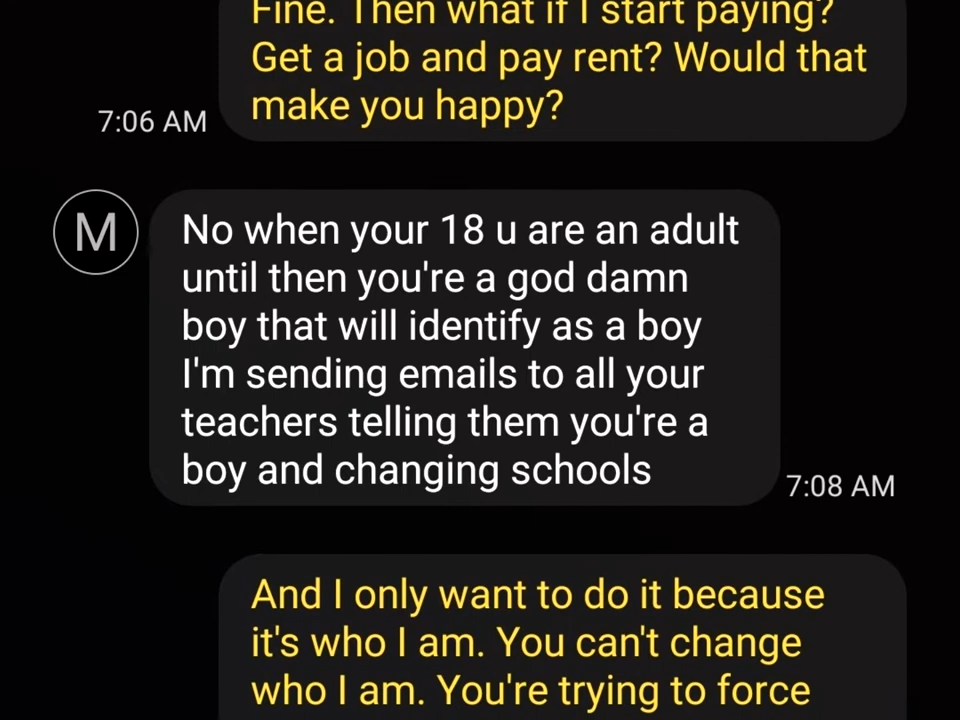 Fine. Then what if I start paying?
Get a job and pay rent? Would that
make you happy?
7:06 AM
M
No when your 18 u are an adult
until then you're a god damn
boy that will identify as a boy
I'm sending emails to all your
teachers telling them you're a
boy and changing schools
7:08 AM
And I only want to do it because
it's who I am. You can't change
who I am. You're trying to force